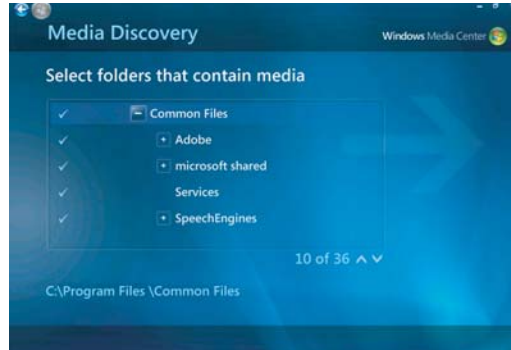 Media Discovery
Windows Media Center
Select folders that contain media
Common Files
Adobe
microsoft shared
Services
SpeechEngines
10 of 36
C:\Program Files \Common Files